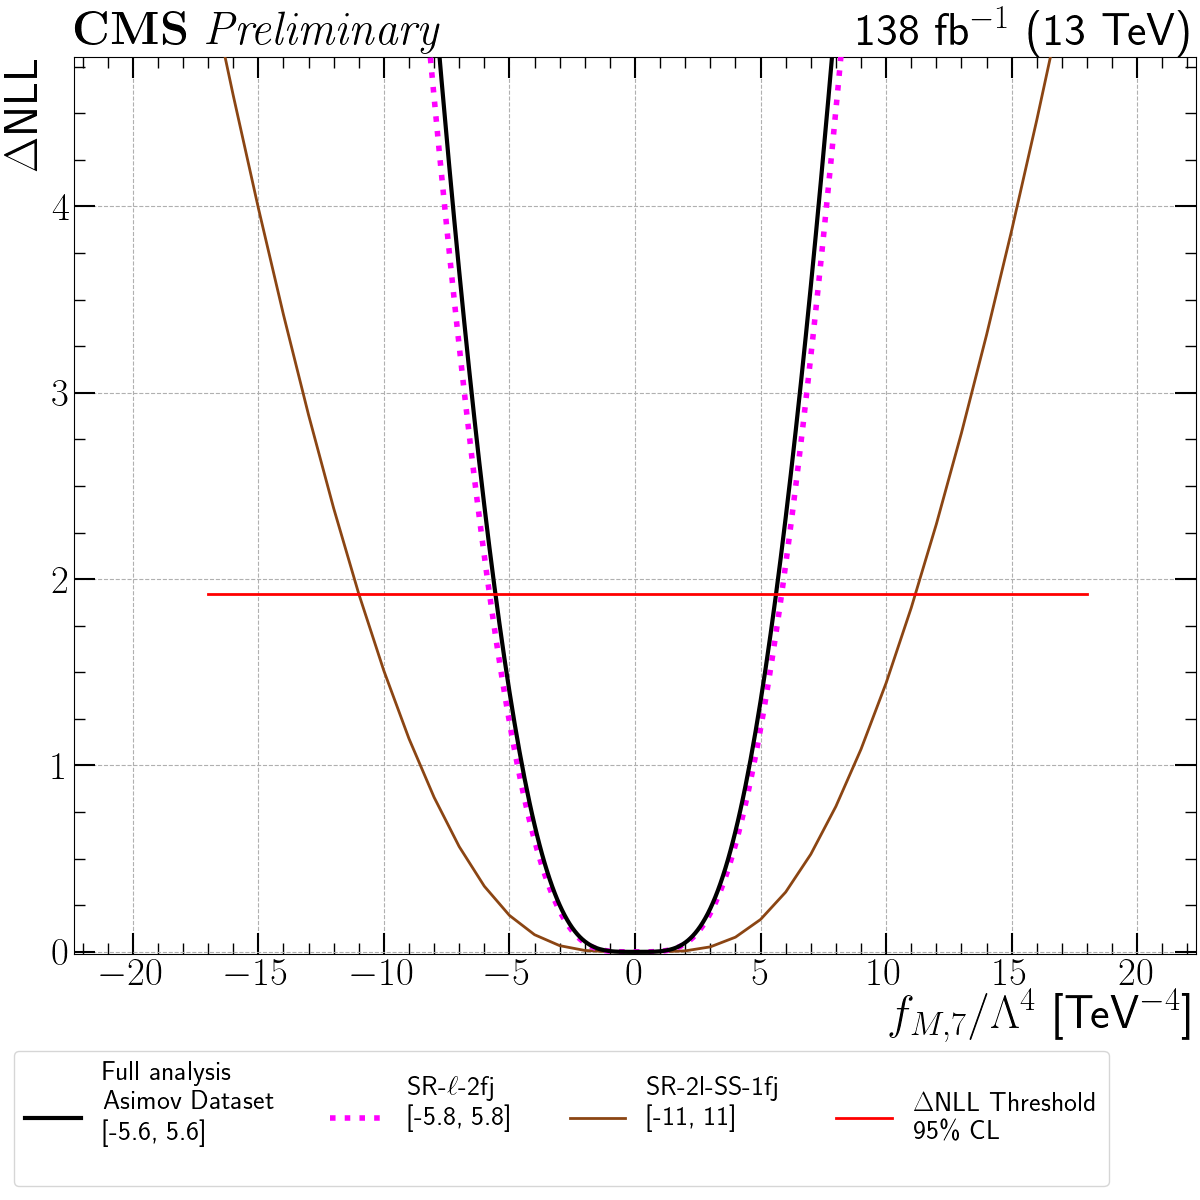 CMS Preliminary 138 fb⁻¹ (13 TeV)
ΔNLL
4
3
2
1
0
−20 −15 −10 −5 0 5 10 15 20
f_{M,7}/Λ⁴ [TeV⁻⁴]
Full analysis
Asimov Dataset
[-5.6, 5.6]
SR-ℓ-2fj
[-5.8, 5.8]
SR-2l-SS-1fj
[-11, 11]
ΔNLL Threshold
95% CL